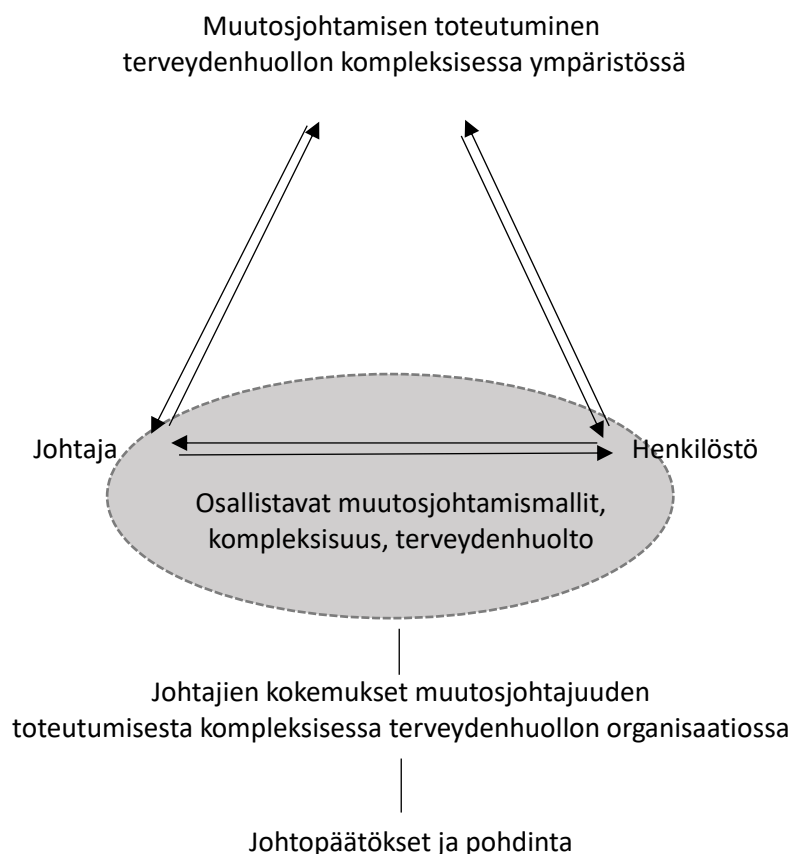 Muutosjohtamisen toteutuminen
terveydenhuollon kompleksisessa ympäristössä
Johtaja
Henkilöstö
Osallistavat muutosjohtamismallit,
kompleksisuus, terveydenhuolto
Johtajien kokemukset muutosjohtajuuden
toteutumisesta kompleksisessa terveydenhuollon organisaatiossa
Johtopäätökset ja pohdinta